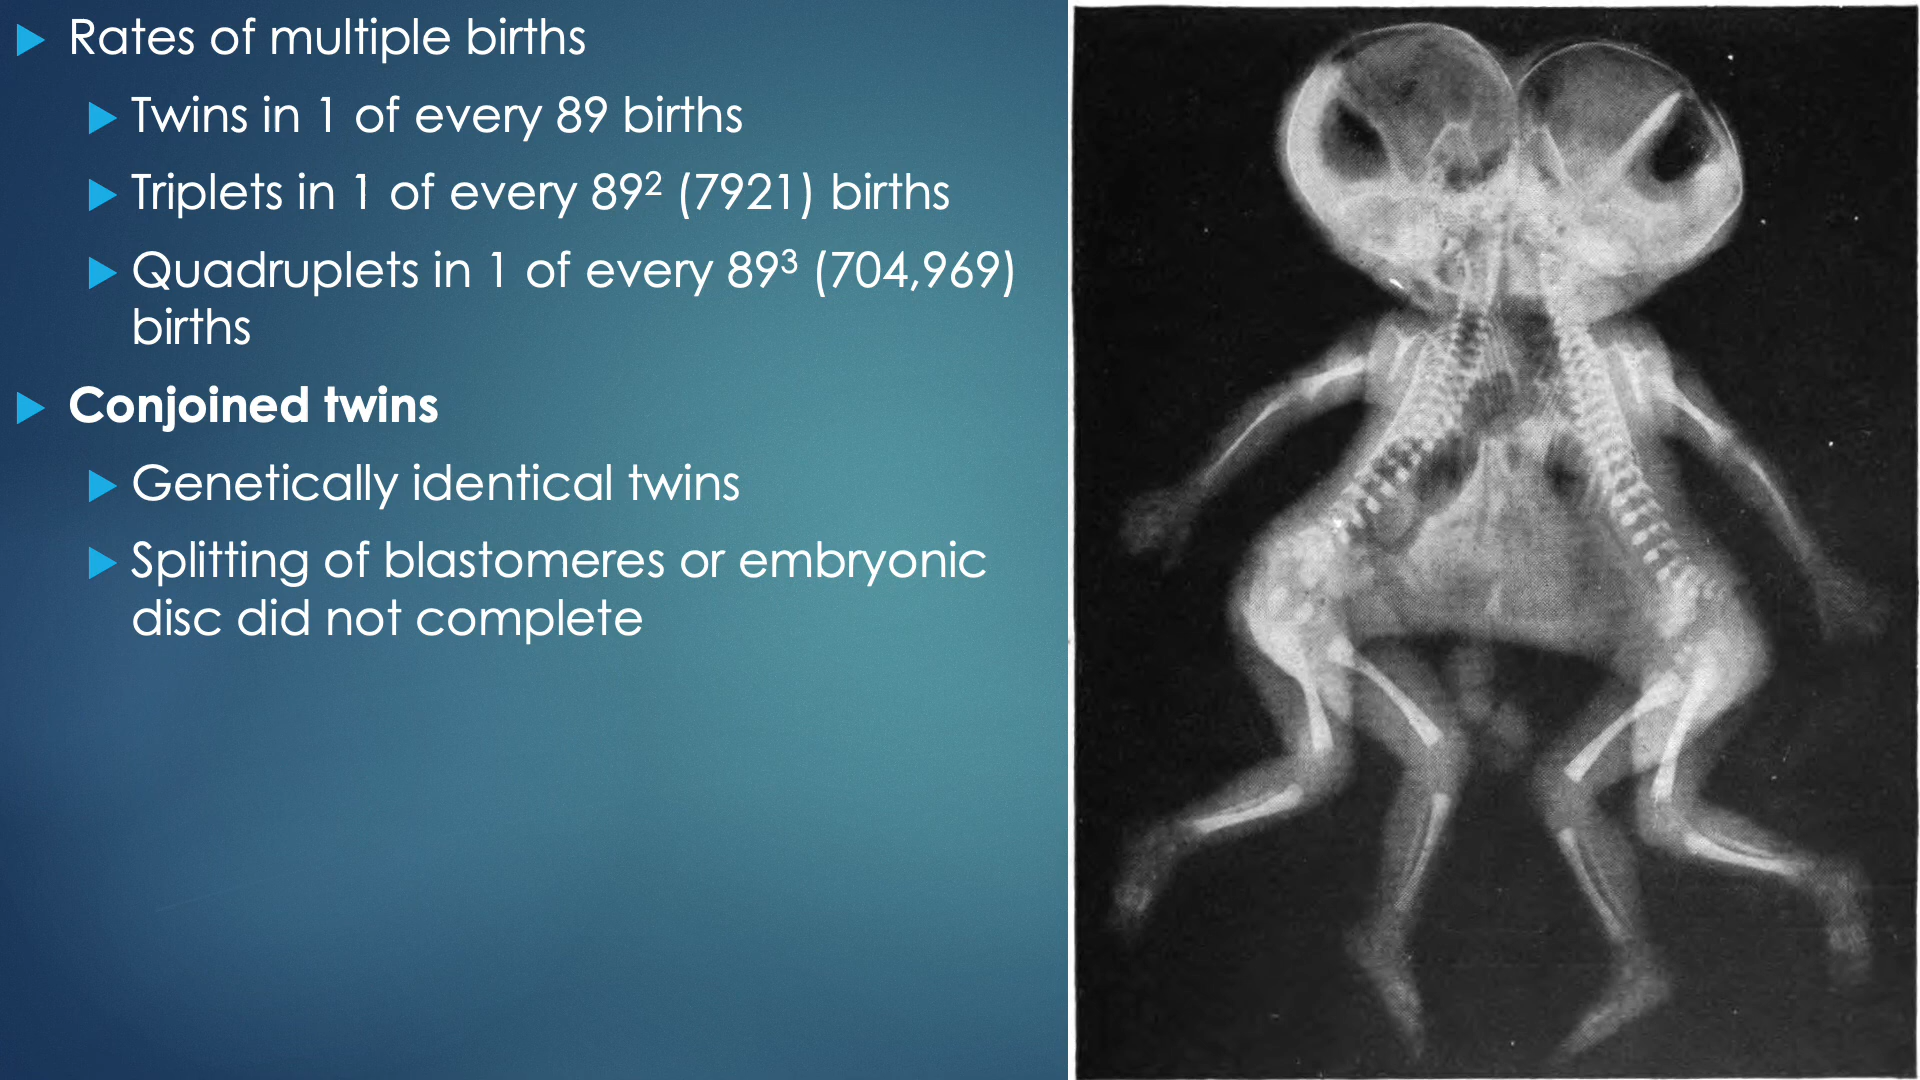 Rates of multiple births
Twins in 1 of every 89 births
Triplets in 1 of every 89² (7921) births
Quadruplets in 1 of every 89³ (704,969)
births
Conjoined twins
Genetically identical twins
Splitting of blastomeres or embryonic
disc did not complete